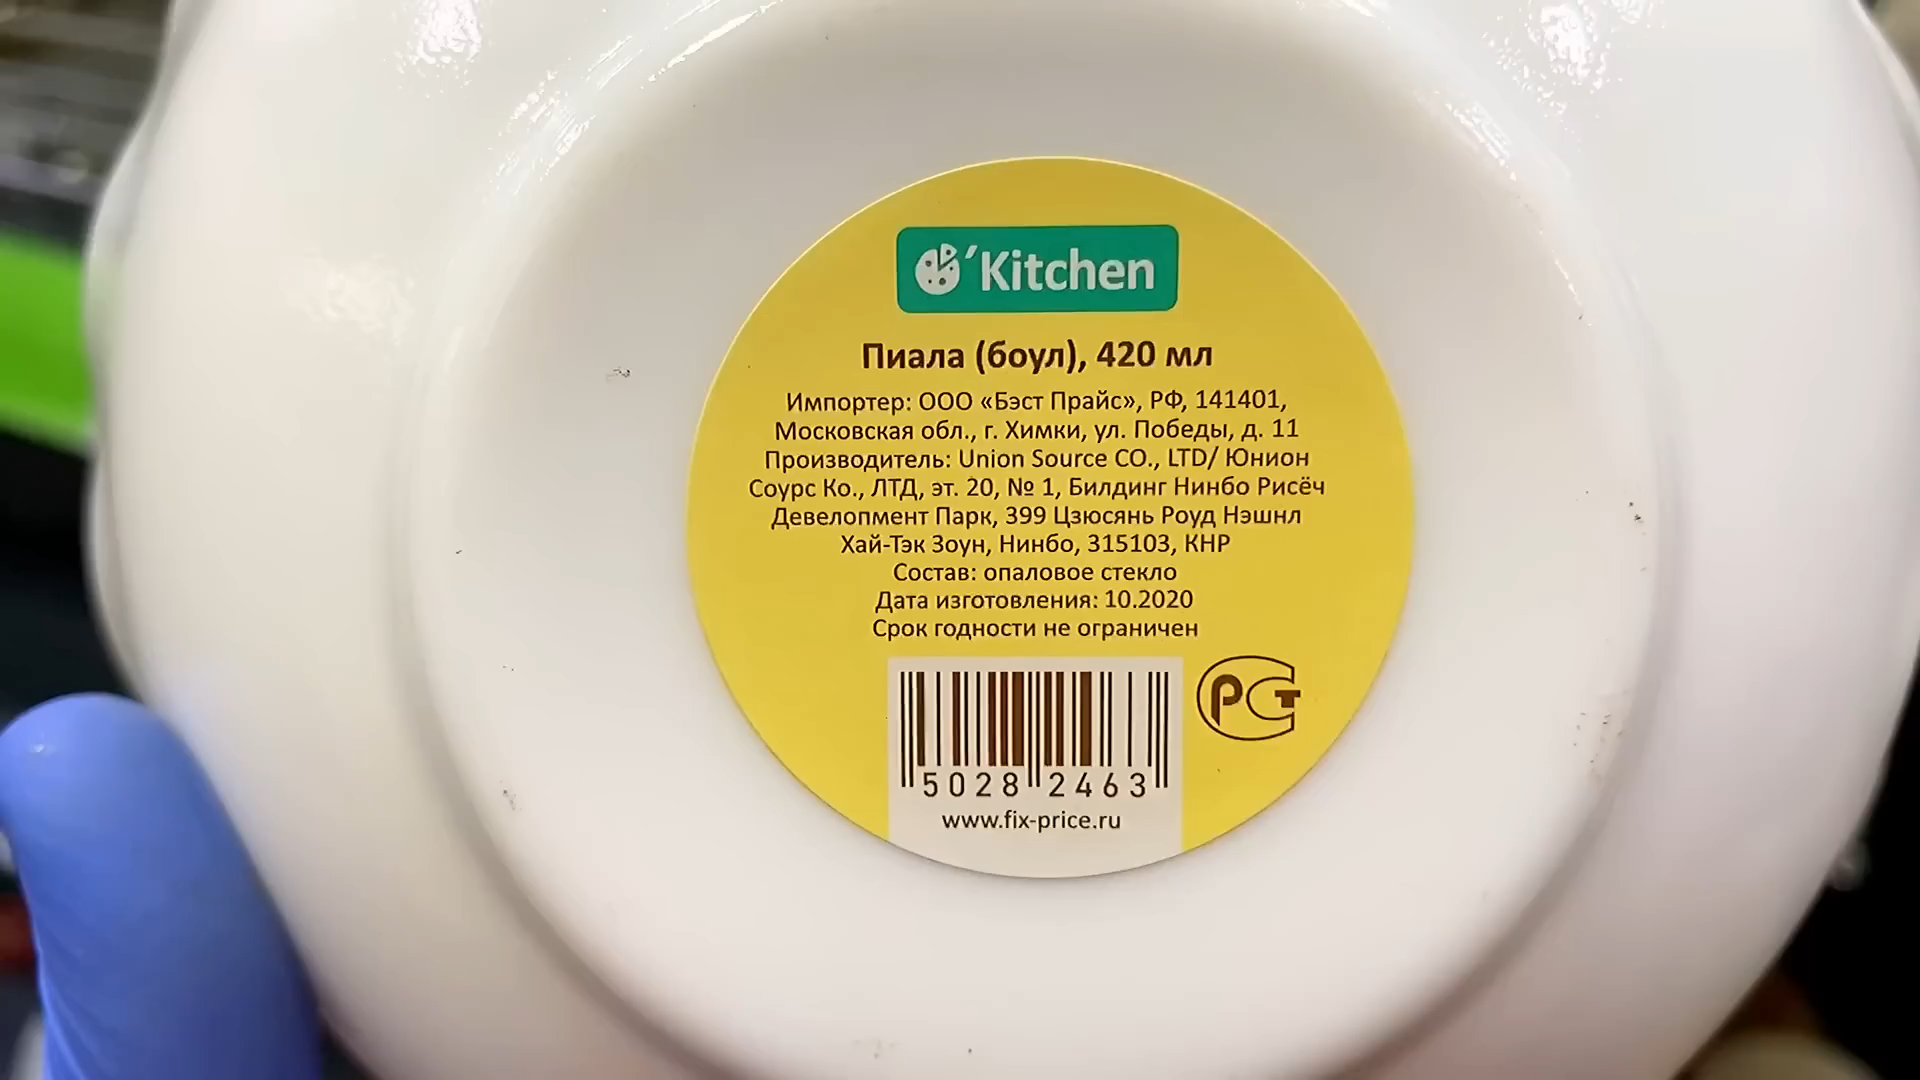 'Kitchen
Пиала (боул), 420 мл
Импортер: ООО «Бэст Прайс», РФ, 141401,
Московская обл., г. Химки, ул. Победы, д. 11
Производитель: Union Source CO., LTD/ Юнион
Соурс Ко., ЛТД, эт. 20, № 1, Билдинг Нинбо Рисёч
Девелопмент Парк, 399 Цзюсянь Роуд Нэшнл
Хай-Тэк Зоун, Нинбо, 315103, КНР
Состав: опаловое стекло
Дата изготовления: 10.2020
Срок годности не ограничен
РСТ
5028 2463
www.fix-price.ru